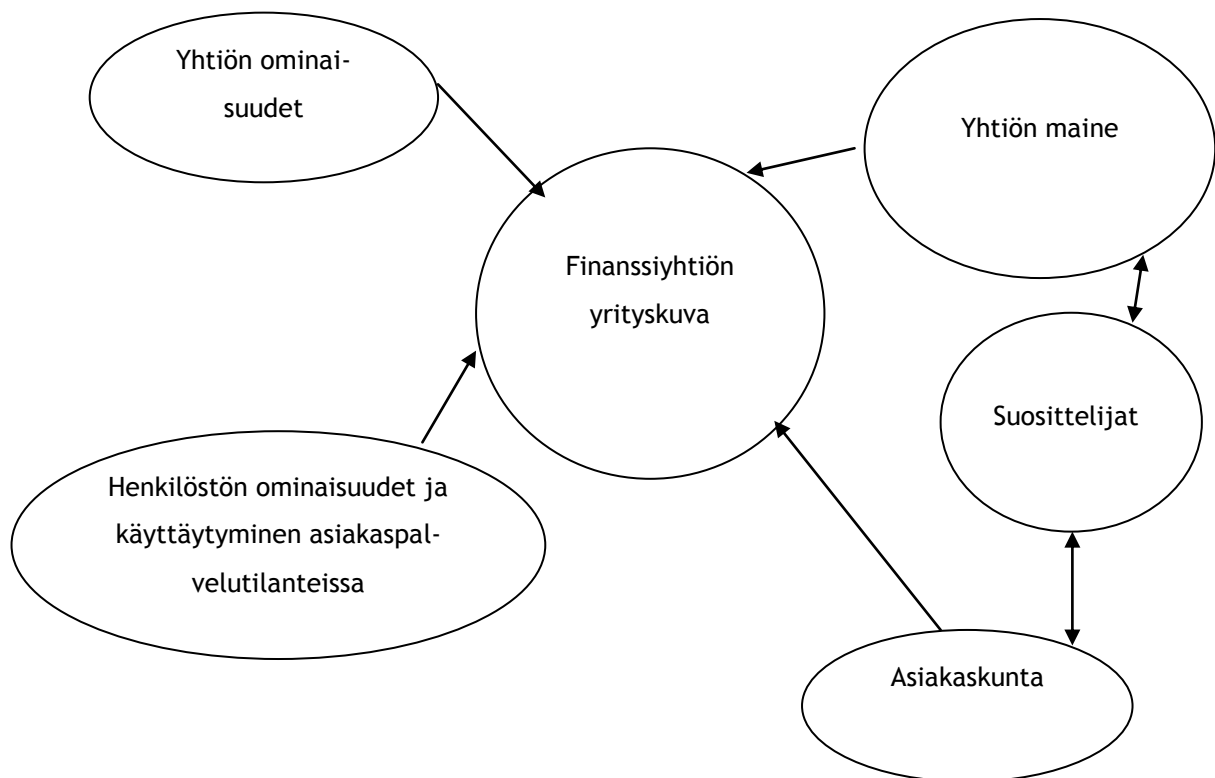 Yhtiön ominai-
suudet
Yhtiön maine
Finanssiyhtiön
yrityskuva
Suosittelijat
Henkilöstön ominaisuudet ja
käyttäytyminen asiakaspal-
velutilanteissa
Asiakaskunta